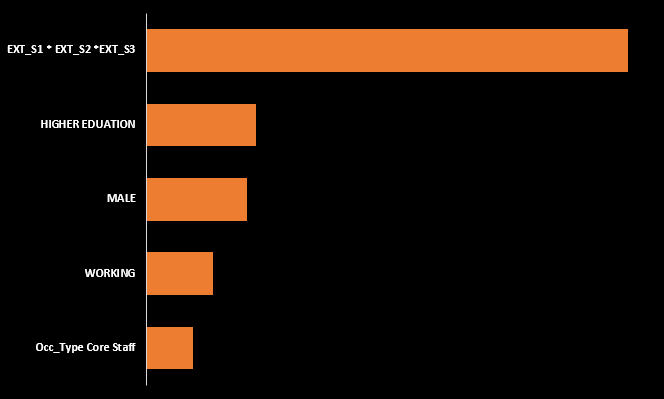 EXT_S1 * EXT_S2 *EXT_S3
HIGHER EDUATION
MALE
WORKING
Occ_Type Core Staff